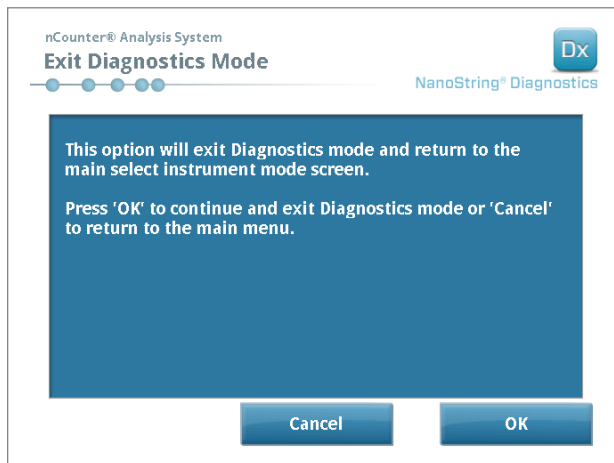 nCounter® Analysis System
Exit Diagnostics Mode
Dx
NanoString® Diagnostics
This option will exit Diagnostics mode and return to the
main select instrument mode screen.
Press 'OK' to continue and exit Diagnostics mode or 'Cancel'
to return to the main menu.
Cancel
OK